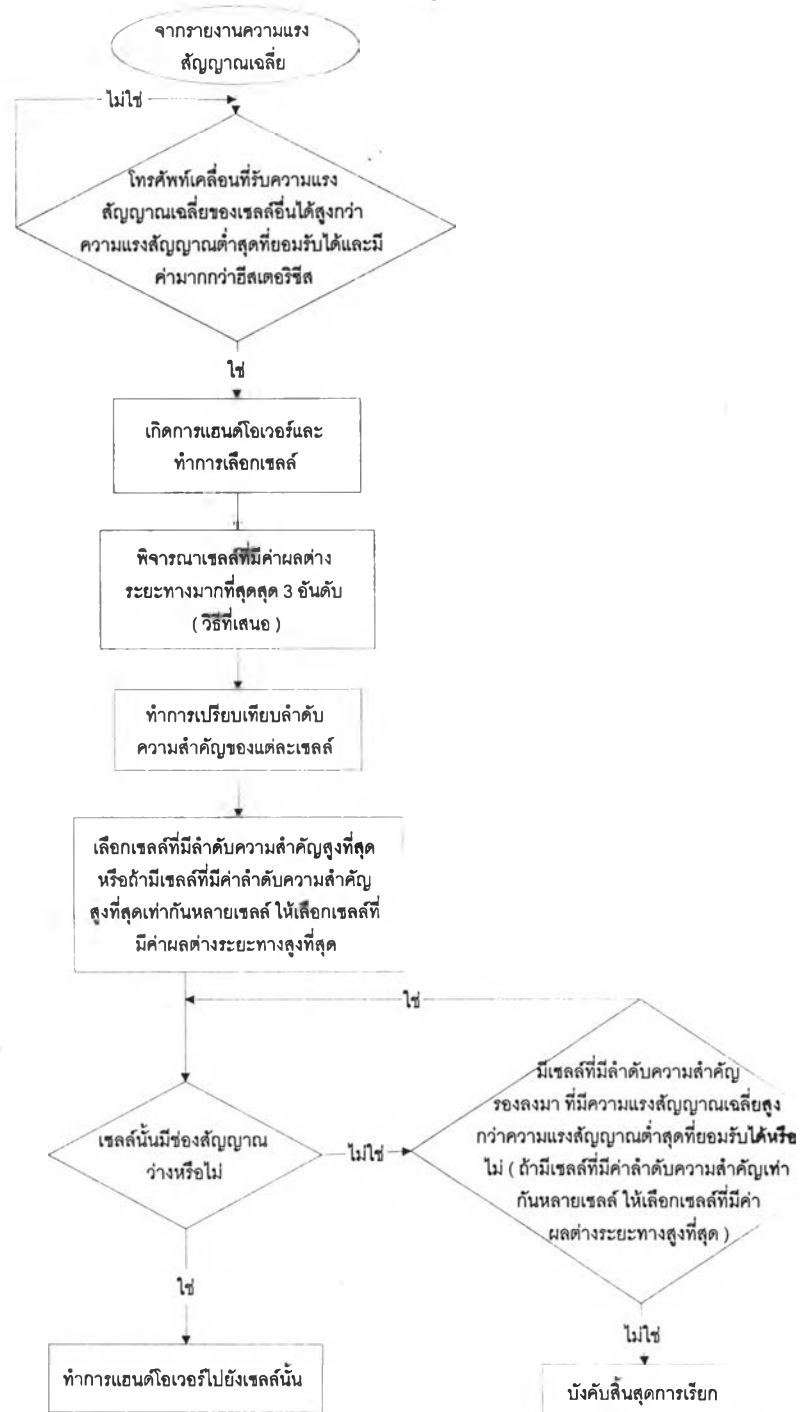 จากรายงานความแรง
สัญญาณเฉลี่ย
ไม่ใช่
โทรศัพท์เคลื่อนที่รับความแรง
สัญญาณเฉลี่ยของเซลล์อื่นได้สูงกว่า
ความแรงสัญญาณต่ำสุดที่ยอมรับได้และมี
ค่ามากกว่าฮีสเตอริซีส
ใช่
เกิดการแฮนด์โอเวอร์และ
ทำการเลือกเซลล์
พิจารณาเซลล์ที่มีค่าผลต่าง
ระยะทางมากที่สุดสุด 3 อันดับ
( วิธีที่เสนอ )
ทำการเปรียบเทียบลำดับ
ความสำคัญของแต่ละเซลล์
เลือกเซลล์ที่มีลำดับความสำคัญสูงที่สุด
หรือถ้ามีเซลล์ที่มีค่าลำดับความสำคัญ
สูงที่สุดเท่ากันหลายเซลล์ ให้เลือกเซลล์ที่
มีค่าผลต่างระยะทางสูงที่สุด
ใช่
เซลล์นั้นมีช่องสัญญาณ
ว่างหรือไม่
ไม่ใช่
มีเซลล์ที่มีลำดับความสำคัญ
รองลงมา ที่มีความแรงสัญญาณเฉลี่ยสูง
กว่าความแรงสัญญาณต่ำสุดที่ยอมรับได้หรือ
ไม่ ( ถ้ามีเซลล์ที่มีค่าลำดับความสำคัญเท่า
กันหลายเซลล์ ให้เลือกเซลล์ที่มีค่า
ผลต่างระยะทางสูงที่สุด )
ใช่
ไม่ใช่
ทำการแฮนด์โอเวอร์ไปยังเซลล์นั้น
บังคับสิ้นสุดการเรียก